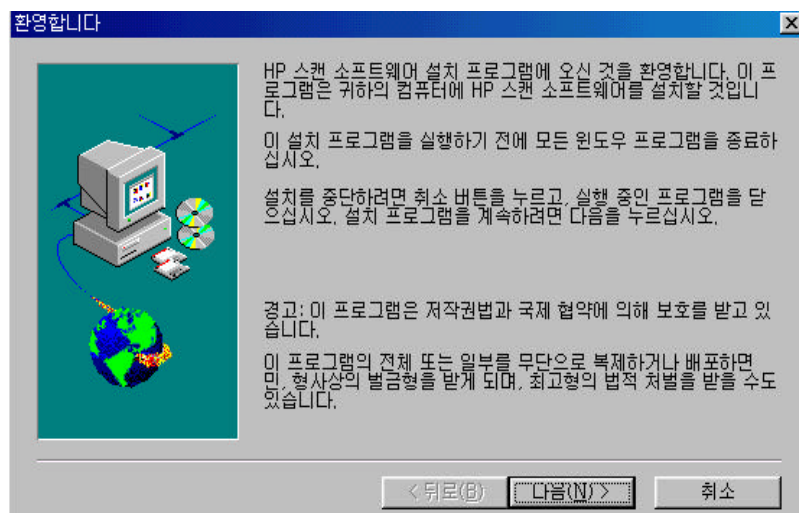 환영합니다
HP 스캔 소프트웨어 설치 프로그램에 오신 것을 환영합니다. 이 프
로그램은 귀하의 컴퓨터에 HP 스캔 소프트웨어를 설치할 것입니
다.
이 설치 프로그램을 실행하기 전에 모든 윈도우 프로그램을 종료하
십시오.
설치를 중단하려면 취소 버튼을 누르고, 실행 중인 프로그램을 닫
으십시오. 설치 프로그램을 계속하려면 다음을 누르십시오.
경고: 이 프로그램은 저작권법과 국제 협약에 의해 보호를 받고 있
습니다.
이 프로그램의 전체 또는 일부를 무단으로 복제하거나 배포하면
민, 형사상의 벌금형을 받게 되며, 최고형의 법적 처벌을 받을 수도
있습니다.
< 뒤로(B) 다음(N) > 취소